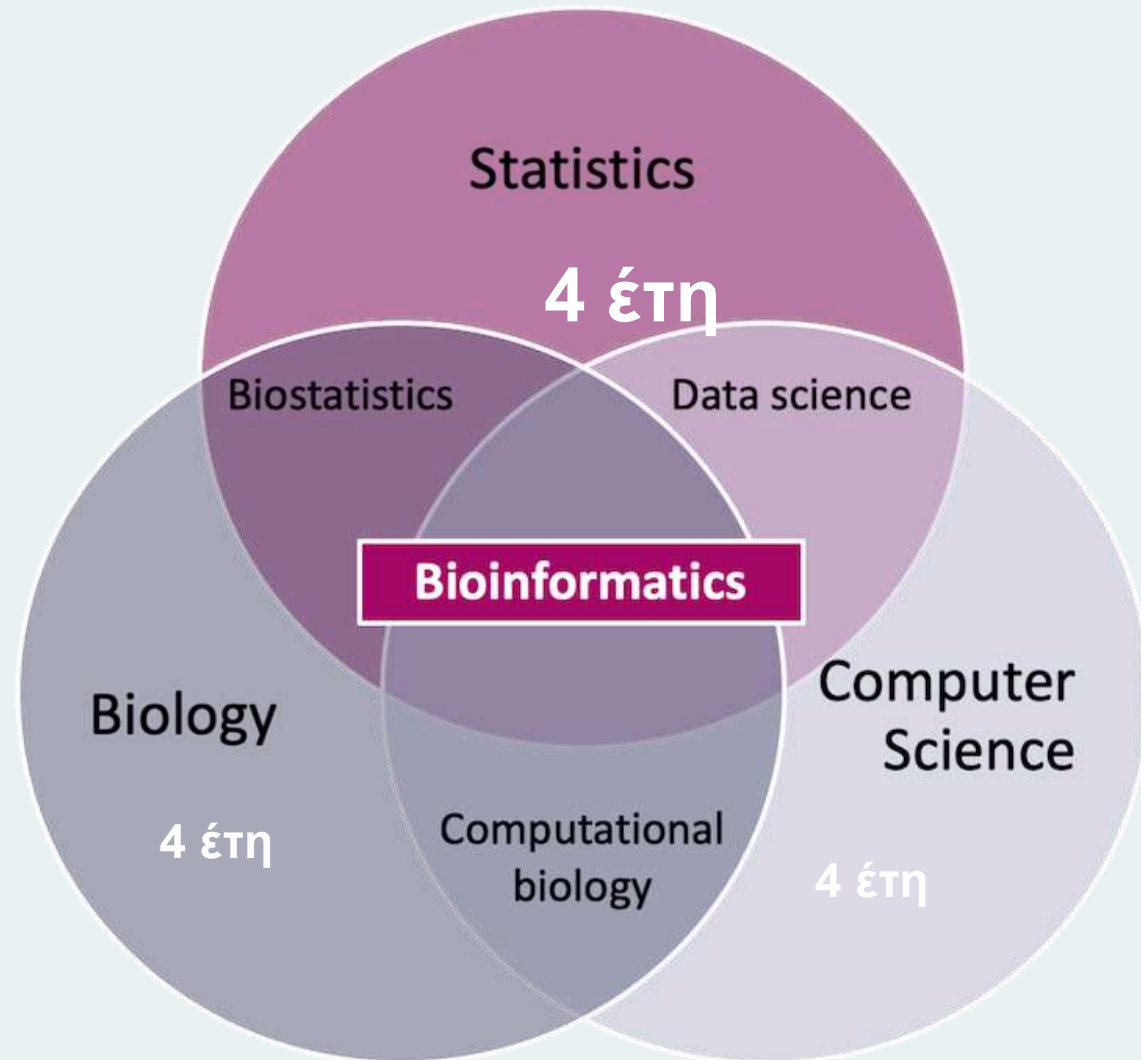 Statistics
4 έτη
Biostatistics
Data science
Bioinformatics
Biology
Computer
Science
4 έτη
Computational
biology
4 έτη